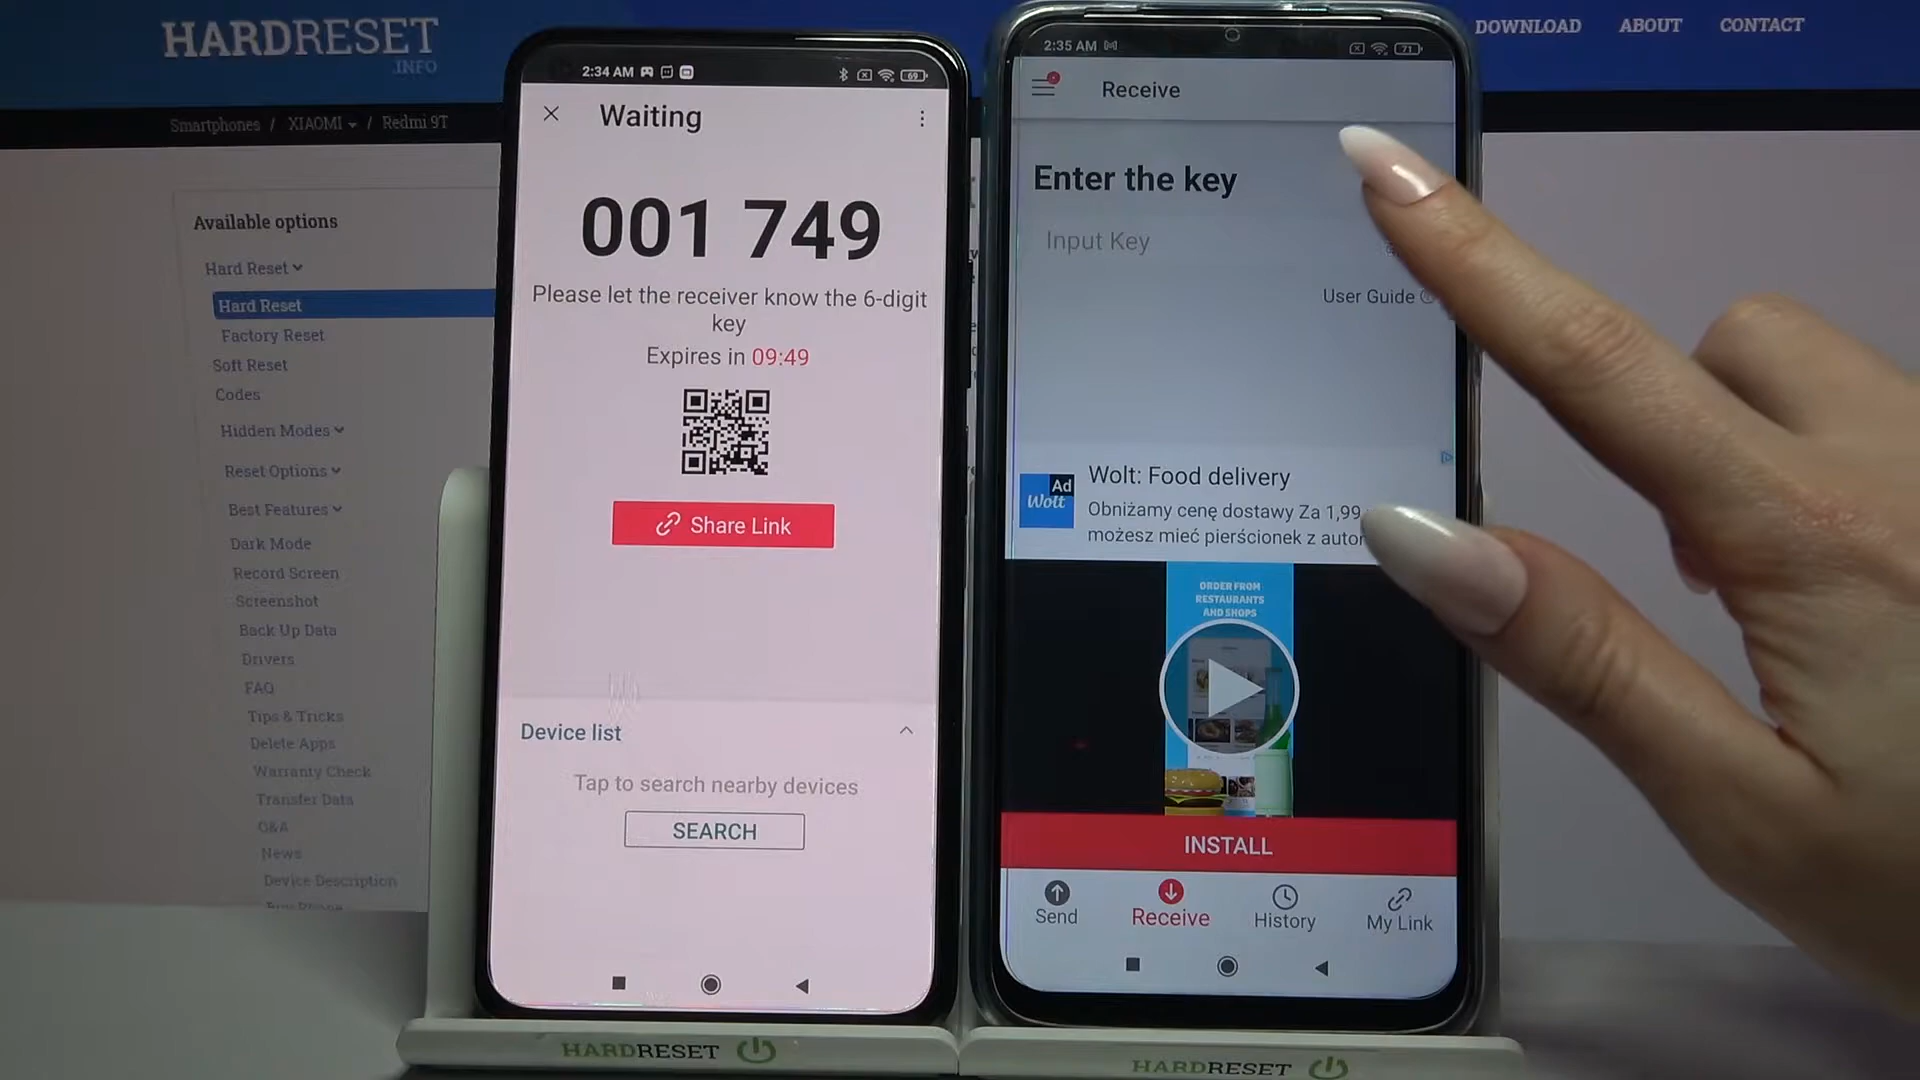 HARDRESET
.INFO
DOWNLOAD
ABOUT
CONTACT
Smartphones / XIAOMI / Redmi 9T
Available options
Hard Reset
Hard Reset
Factory Reset
Soft Reset
Codes
Hidden Modes
Reset Options
Best Features
Dark Mode
Record Screen
Screenshot
Back Up Data
Drivers
FAQ
Tips & Tricks
Delete Apps
Warranty Check
Transfer Data
Q&A
News
Device Description
2:34 AM
69
Waiting
001 749
Please let the receiver know the 6-digit
key
Expires in 09:49
Share Link
Device list
Tap to search nearby devices
SEARCH
2:35 AM
71
Receive
Enter the key
Input Key
User Guide
Ad
Wolt
Wolt: Food delivery
Obniżamy cenę dostawy Za 1,99
możesz mieć pierścionek z
ORDER FROM
RESTAURANTS
AND SHOPS
INSTALL
Send
Receive
History
My Link
HARDRESET
HARDRESET